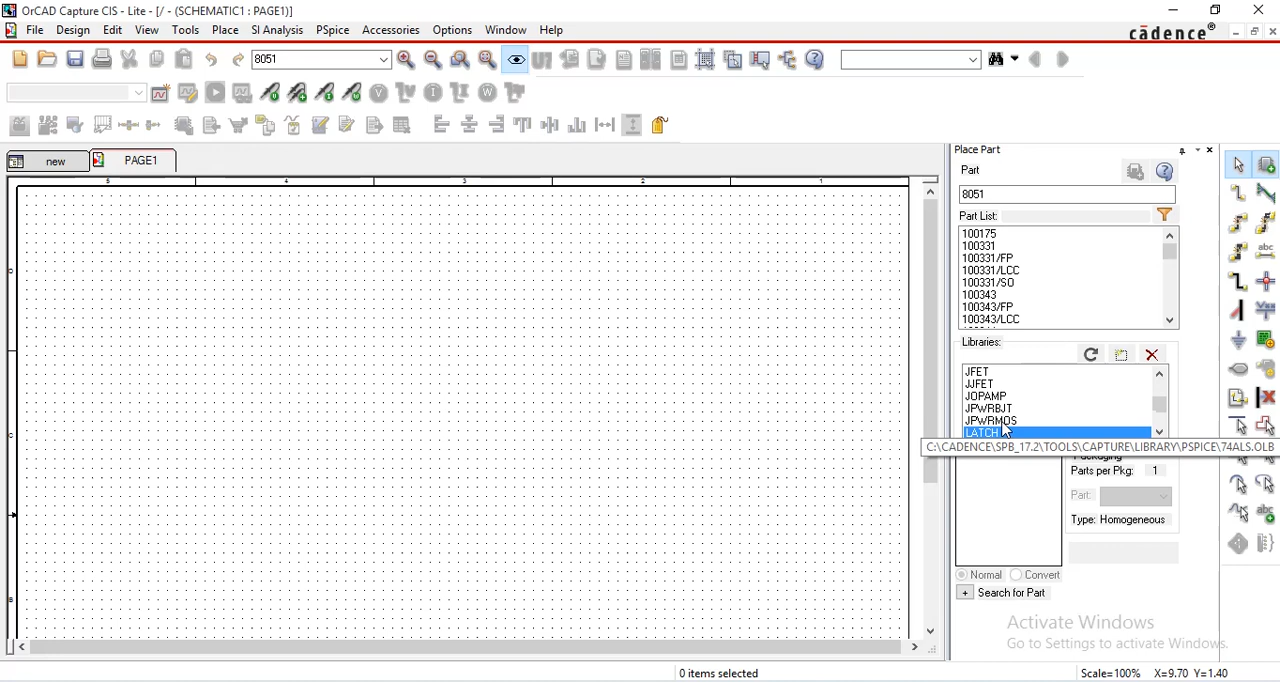 OrCAD Capture CIS - Lite - [/ - (SCHEMATIC1 : PAGE1)]
File Design Edit View Tools Place SI Analysis PSpice Accessories Options Window Help
cādence®
8051
U?
V I W
new PAGE1
Place Part
Part
8051
Part List:
100175
100331
100331/FP
100331/LCC
100331/SO
100343
100343/FP
100343/LCC
Libraries:
JFET
JJFET
JOPAMP
JPWRBJT
JPWRMOS
LATCH
C:\CADENCE\SPB_17.2\TOOLS\CAPTURE\LIBRARY\PSPICE\74ALS.OLB
Packaging
Parts per Pkg: 1
Part:
Type: Homogeneous
Normal Convert
+ Search for Part
abc
abc
5 4 3 2 1
D
C
B
Activate Windows
Go to Settings to activate Windows.
0 items selected
Scale=100% X=9.70 Y=1.40